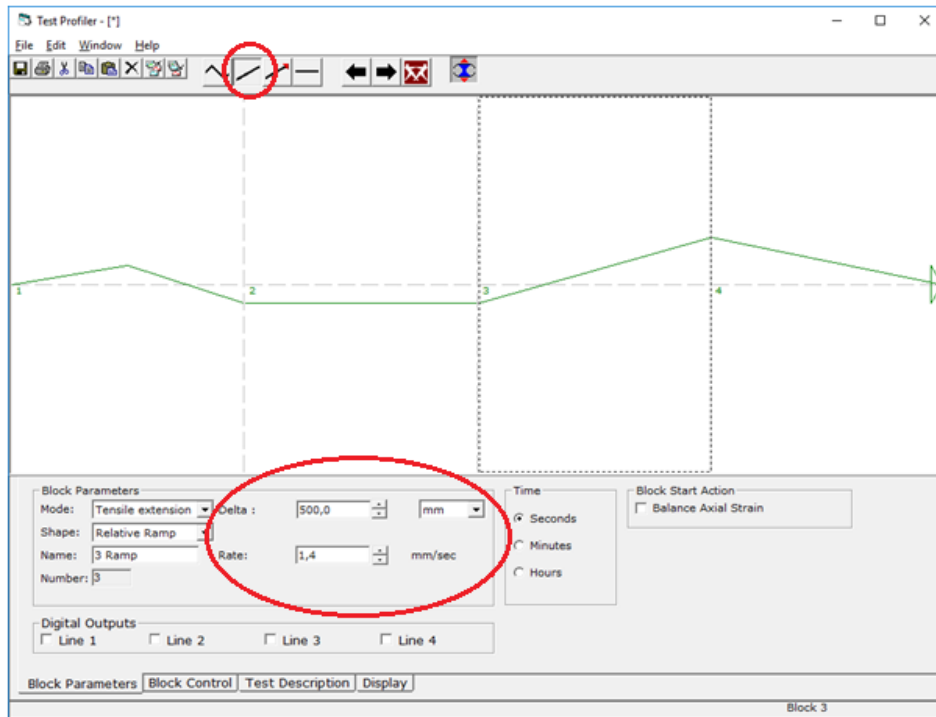 Test Profiler - [*]
File Edit Window Help
1 2 3 4
Block Parameters
Mode: Tensile extension Delta : 500,0 mm
Shape: Relative Ramp
Name: 3 Ramp Rate: 1,4 mm/sec
Number: 3
Time
Seconds
Minutes
Hours
Block Start Action
Balance Axial Strain
Digital Outputs
Line 1 Line 2 Line 3 Line 4
Block Parameters Block Control Test Description Display
Block 3